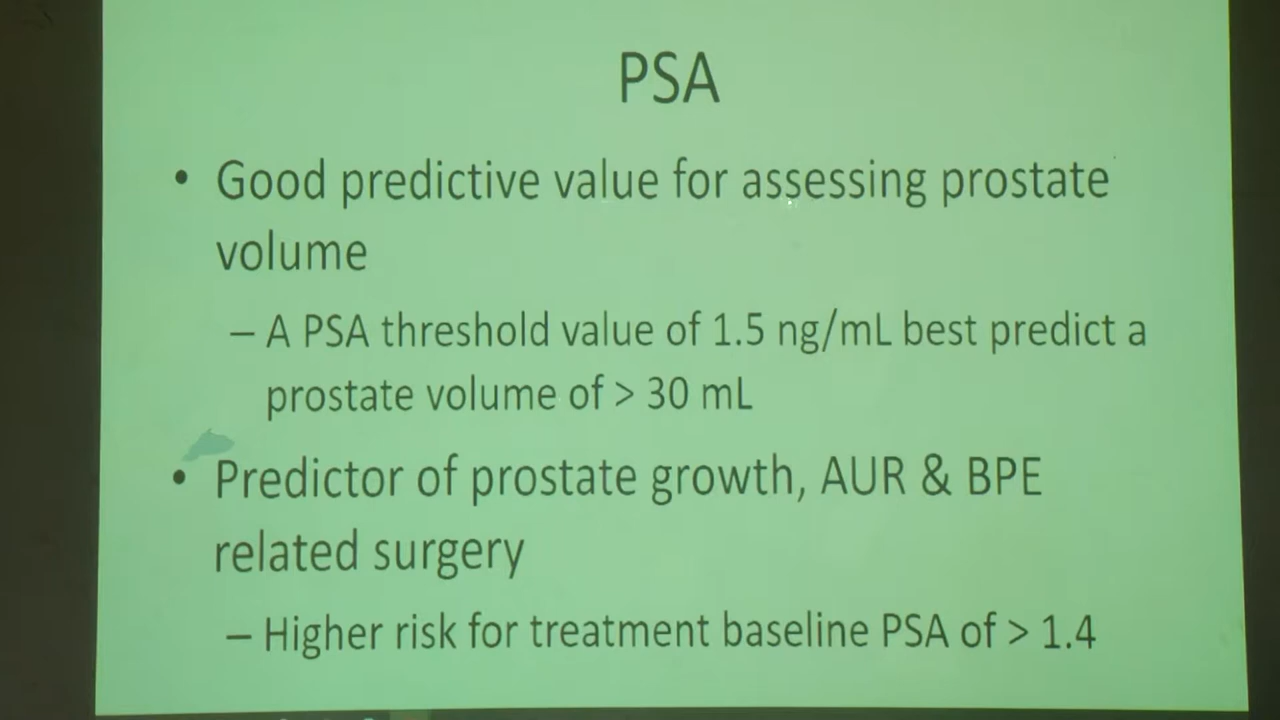 PSA
• Good predictive value for assessing prostate
volume
– A PSA threshold value of 1.5 ng/mL best predict a
prostate volume of > 30 mL
• Predictor of prostate growth, AUR & BPE
related surgery
– Higher risk for treatment baseline PSA of > 1.4